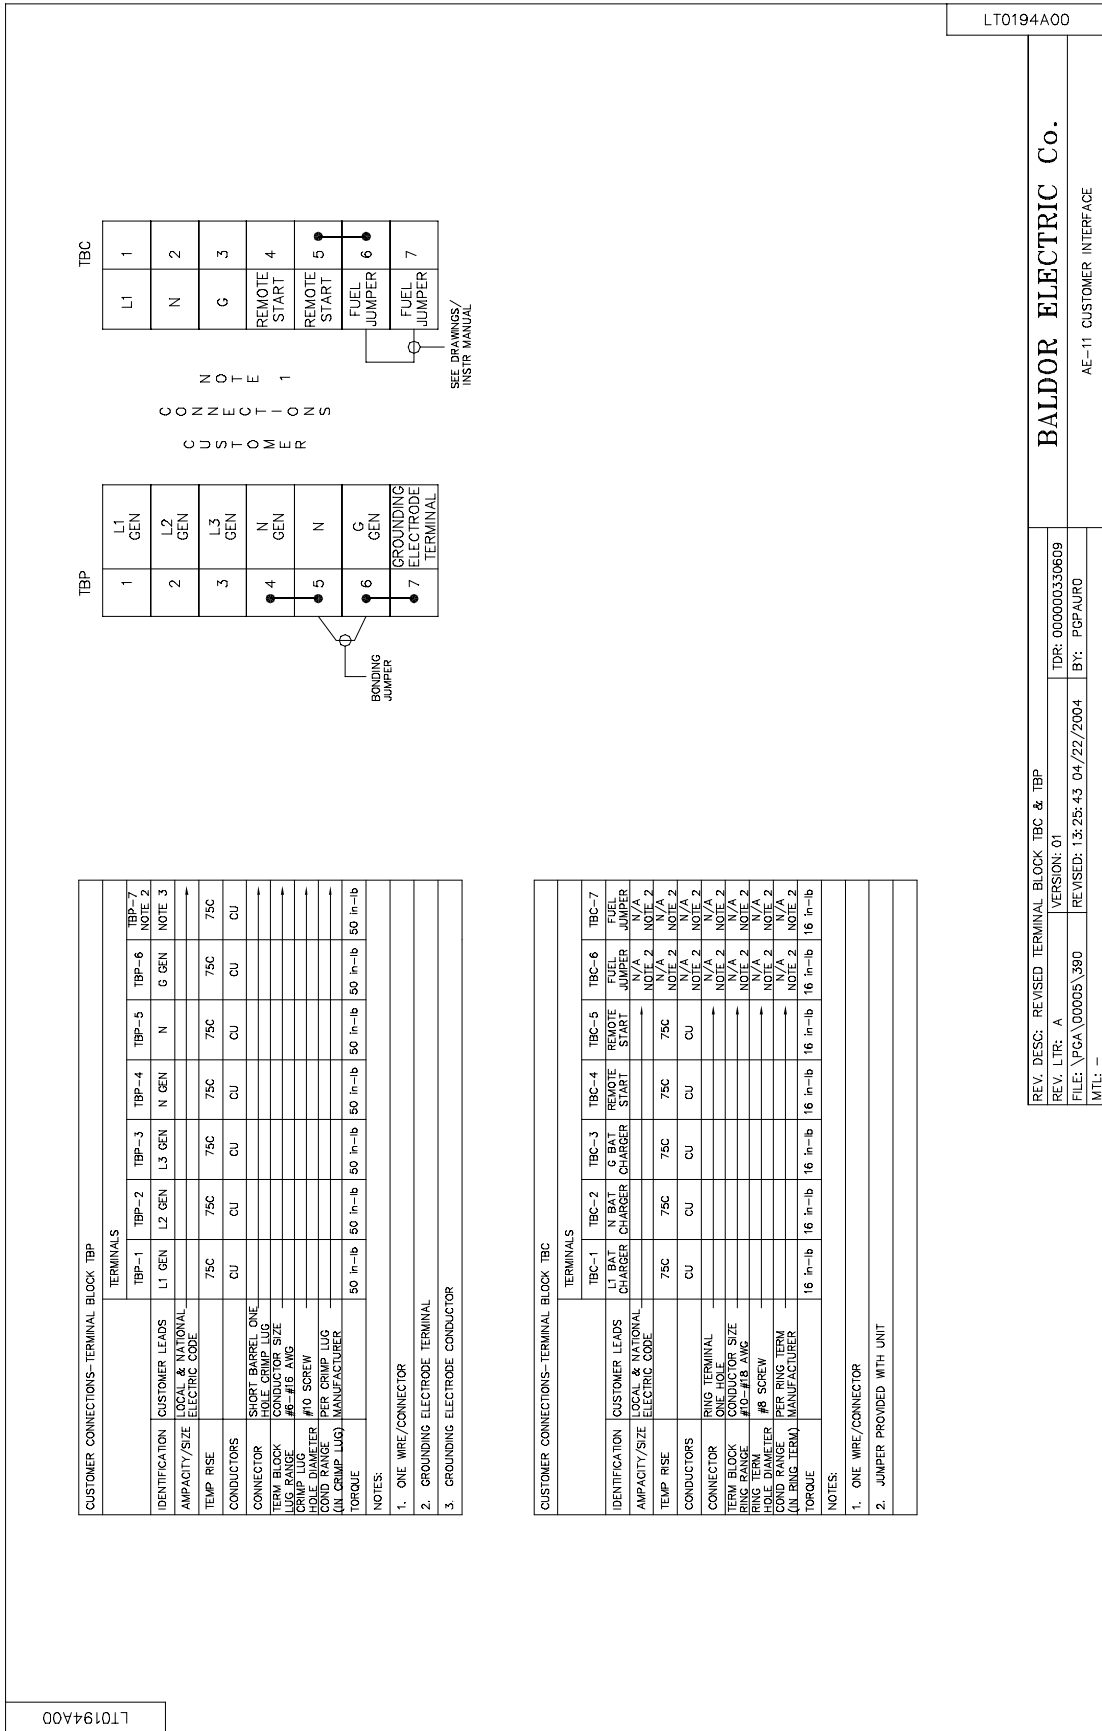 LT0194A00
CUSTOMER CONNECTIONS-TERMINAL BLOCK TBP
TERMINALS
TBP-1 TBP-2 TBP-3 TBP-4 TBP-5 TBP-6 TBP-7 NOTE 2
IDENTIFICATION CUSTOMER LEADS L1 GEN L2 GEN L3 GEN N GEN N G GEN NOTE 3
AMPACITY/SIZE LOCAL & NATIONAL ELECTRIC CODE
TEMP RISE 75C 75C 75C 75C 75C 75C 75C
CONDUCTORS CU CU CU CU CU CU CU
CONNECTOR SHORT BARREL ONE HOLE CRIMP LUG
TERM BLOCK LUG RANGE CONDUCTOR SIZE #6-#16 AWG
CRIMP LUG HOLE DIAMETER #10 SCREW
COND RANGE (IN CRIMP LUG) PER CRIMP LUG MANUFACTURER
TORQUE 50 in-lb 50 in-lb 50 in-lb 50 in-lb 50 in-lb 50 in-lb 50 in-lb
NOTES:
1. ONE WIRE/CONNECTOR
2. GROUNDING ELECTRODE TERMINAL
3. GROUNDING ELECTRODE CONDUCTOR
CUSTOMER CONNECTIONS-TERMINAL BLOCK TBC
TERMINALS
TBC-1 TBC-2 TBC-3 TBC-4 TBC-5 TBC-6 TBC-7
IDENTIFICATION CUSTOMER LEADS L1 BAT CHARGER N BAT CHARGER G BAT CHARGER REMOTE START REMOTE START FUEL JUMPER FUEL JUMPER
AMPACITY/SIZE LOCAL & NATIONAL ELECTRIC CODE N/A NOTE 2 N/A NOTE 2
TEMP RISE 75C 75C 75C 75C 75C N/A NOTE 2 N/A NOTE 2
CONDUCTORS CU CU CU CU CU N/A NOTE 2 N/A NOTE 2
CONNECTOR RING TERMINAL ONE HOLE N/A NOTE 2 N/A NOTE 2
TERM BLOCK RING RANGE CONDUCTOR SIZE #10-#18 AWG N/A NOTE 2 N/A NOTE 2
RING TERM HOLE DIAMETER #8 SCREW N/A NOTE 2 N/A NOTE 2
COND RANGE (IN RING TERM) PER RING TERM MANUFACTURER N/A NOTE 2 N/A NOTE 2
TORQUE 16 in-lb 16 in-lb 16 in-lb 16 in-lb 16 in-lb 16 in-lb 16 in-lb
NOTES:
1. ONE WIRE/CONNECTOR
2. JUMPER PROVIDED WITH UNIT
TBP
1 L1 GEN
2 L2 GEN
3 L3 GEN
4 N GEN
5 N
6 G GEN
7 GROUNDING ELECTRODE TERMINAL
BONDING
JUMPER
CUSTOMER
CONNECTIONS
NOTE 1
TBC
L1 1
N 2
G 3
REMOTE START 4
REMOTE START 5
FUEL JUMPER 6
FUEL JUMPER 7
SEE DRAWINGS/
INSTR MANUAL
REV. DESC: REVISED TERMINAL BLOCK TBC & TBP
REV. LTR: A VERSION: 01 TDR: 000000330609
FILE: \PGA\00005\390 REVISED: 13:25:43 04/22/2004 BY: PGPAUR0
MTL: -
BALDOR ELECTRIC Co.
AE-11 CUSTOMER INTERFACE
LT0194A00